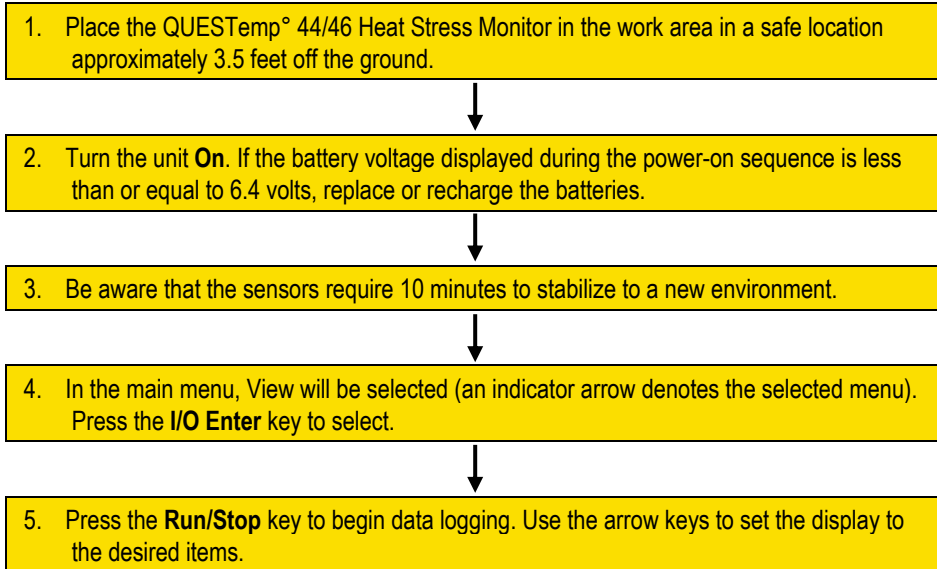 1. Place the QUESTemp° 44/46 Heat Stress Monitor in the work area in a safe location
approximately 3.5 feet off the ground.
2. Turn the unit On. If the battery voltage displayed during the power-on sequence is less
than or equal to 6.4 volts, replace or recharge the batteries.
3. Be aware that the sensors require 10 minutes to stabilize to a new environment.
4. In the main menu, View will be selected (an indicator arrow denotes the selected menu).
Press the I/O Enter key to select.
5. Press the Run/Stop key to begin data logging. Use the arrow keys to set the display to
the desired items.